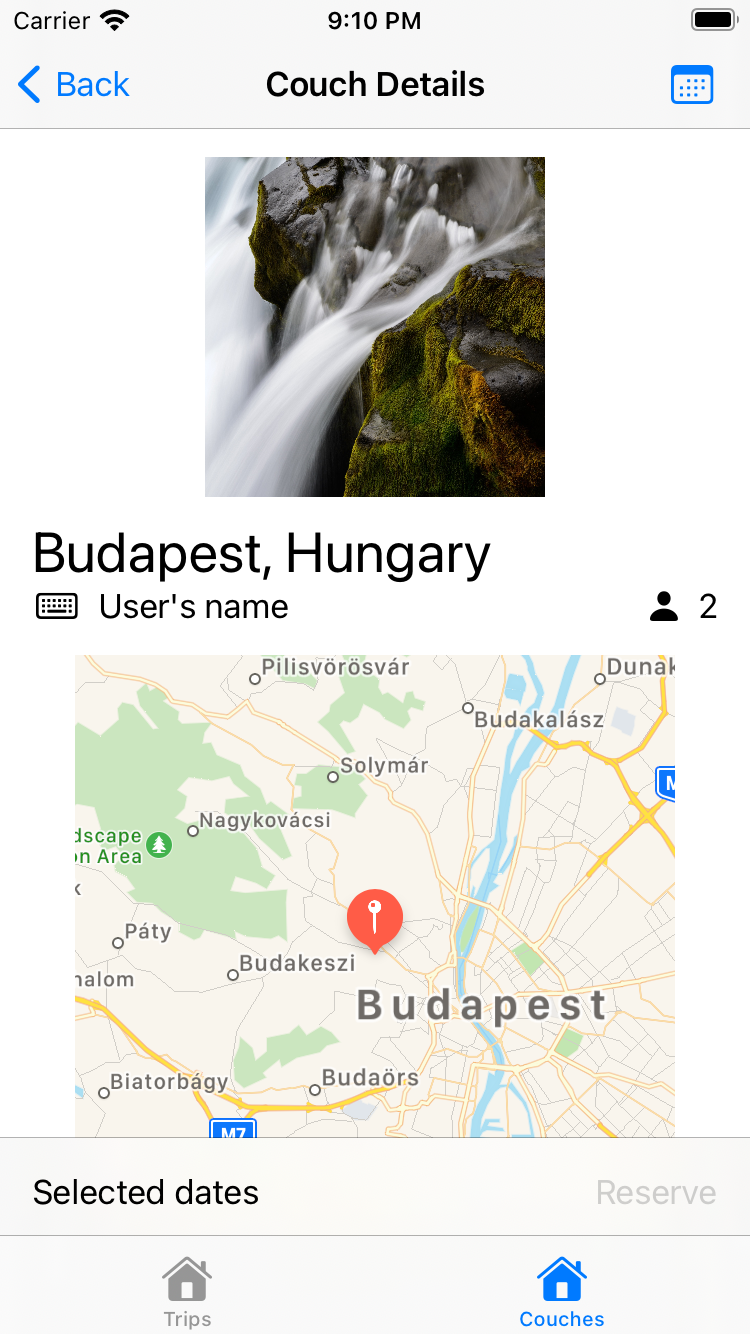 Carrier 9:10 PM
Back Couch Details
Budapest, Hungary
User's name 2
Pilisvörösvár
Dunak
Budakalász
Solymár
M
Nagykovácsi
dscape
on Area
k
Páty
Budakeszi
halom
Budapest
Biatorbágy
Budaörs
M7
Selected dates Reserve
Trips Couches